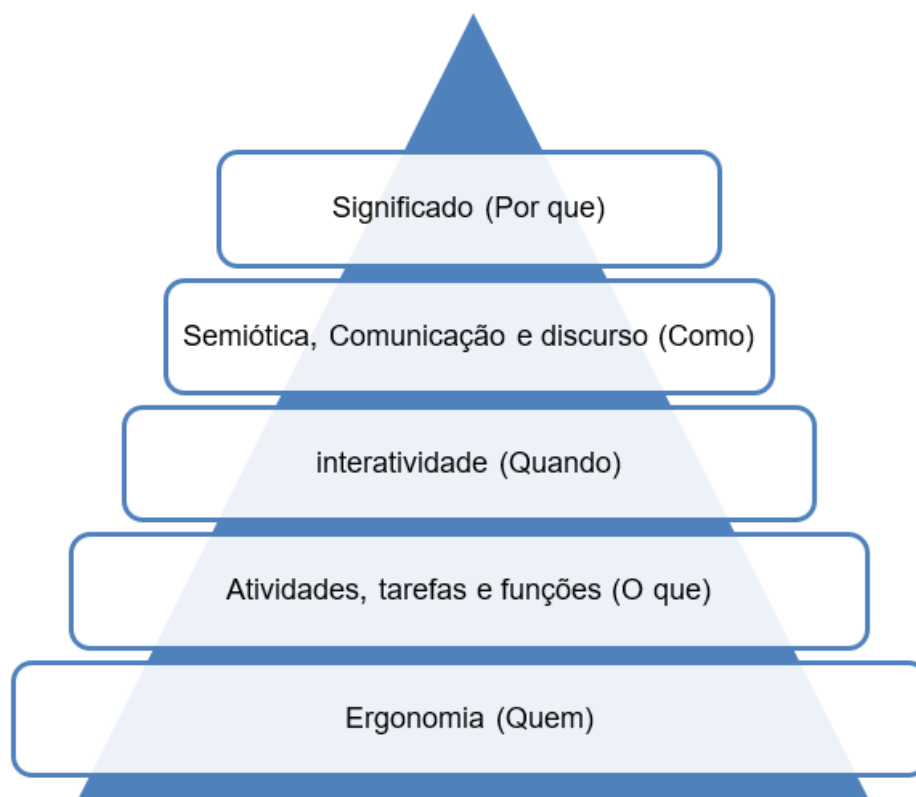 Significado (Por que)
Semiótica, Comunicação e discurso (Como)
interatividade (Quando)
Atividades, tarefas e funções (O que)
Ergonomia (Quem)